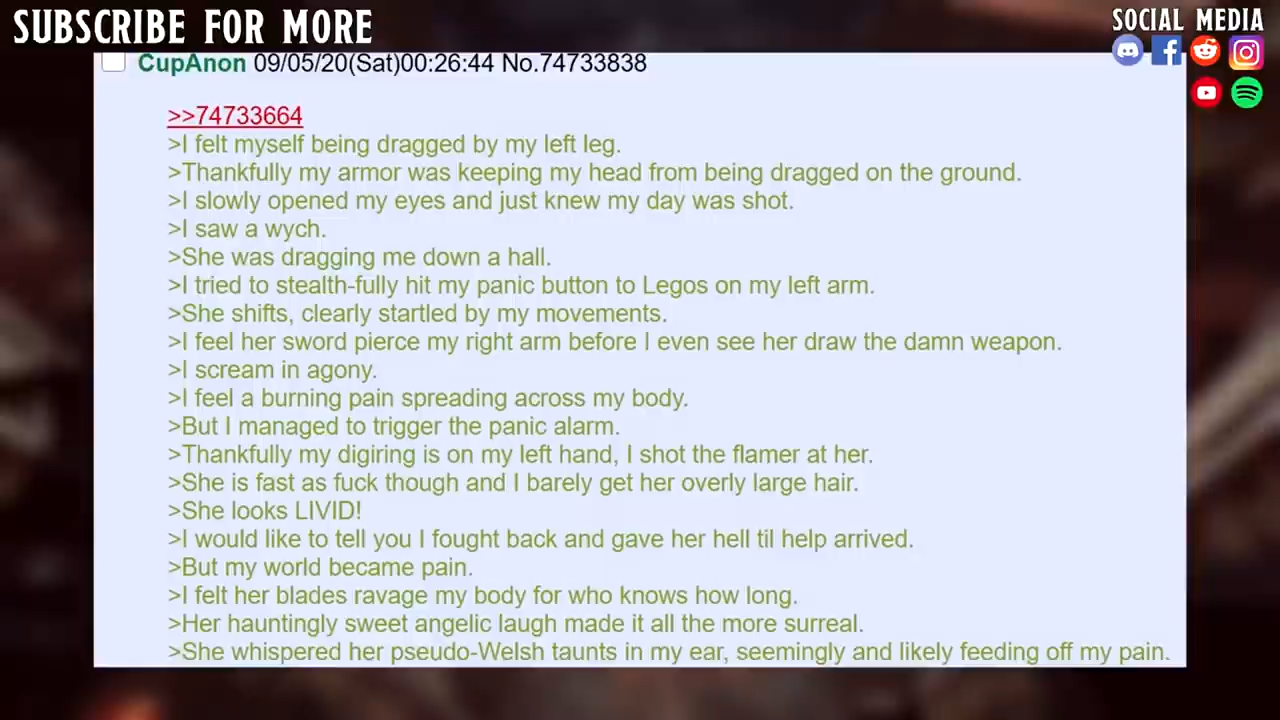 SUBSCRIBE FOR MORE
SOCIAL MEDIA
CupAnon 09/05/20(Sat)00:26:44 No.74733838
>>74733664
>I felt myself being dragged by my left leg.
>Thankfully my armor was keeping my head from being dragged on the ground.
>I slowly opened my eyes and just knew my day was shot.
>I saw a wych.
>She was dragging me down a hall.
>I tried to stealth-fully hit my panic button to Legos on my left arm.
>She shifts, clearly startled by my movements.
>I feel her sword pierce my right arm before I even see her draw the damn weapon.
>I scream in agony.
>I feel a burning pain spreading across my body.
>But I managed to trigger the panic alarm.
>Thankfully my digiring is on my left hand, I shot the flamer at her.
>She is fast as fuck though and I barely get her overly large hair.
>She looks LIVID!
>I would like to tell you I fought back and gave her hell til help arrived.
>But my world became pain.
>I felt her blades ravage my body for who knows how long.
>Her hauntingly sweet angelic laugh made it all the more surreal.
>She whispered her pseudo-Welsh taunts in my ear, seemingly and likely feeding off my pain.